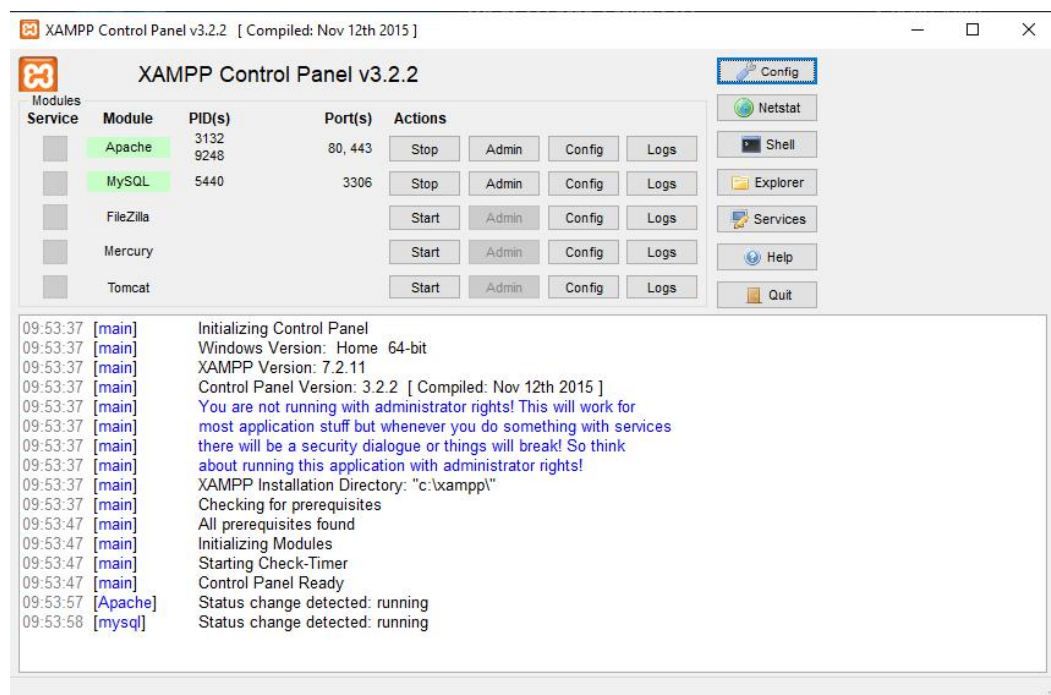 XAMPP Control Panel v3.2.2 [ Compiled: Nov 12th 2015 ]
XAMPP Control Panel v3.2.2
Config
Modules
Service Module PID(s) Port(s) Actions
Netstat
Apache 3132 9248 80, 443 Stop Admin Config Logs
Shell
MySQL 5440 3306 Stop Admin Config Logs
Explorer
FileZilla Start Admin Config Logs
Services
Mercury Start Admin Config Logs
Help
Tomcat Start Admin Config Logs
Quit
09:53:37 [main] Initializing Control Panel
09:53:37 [main] Windows Version: Home 64-bit
09:53:37 [main] XAMPP Version: 7.2.11
09:53:37 [main] Control Panel Version: 3.2.2 [ Compiled: Nov 12th 2015 ]
09:53:37 [main] You are not running with administrator rights! This will work for
09:53:37 [main] most application stuff but whenever you do something with services
09:53:37 [main] there will be a security dialogue or things will break! So think
09:53:37 [main] about running this application with administrator rights!
09:53:37 [main] XAMPP Installation Directory: "c:\xampp\"
09:53:37 [main] Checking for prerequisites
09:53:47 [main] All prerequisites found
09:53:47 [main] Initializing Modules
09:53:47 [main] Starting Check-Timer
09:53:47 [main] Control Panel Ready
09:53:57 [Apache] Status change detected: running
09:53:58 [mysql] Status change detected: running